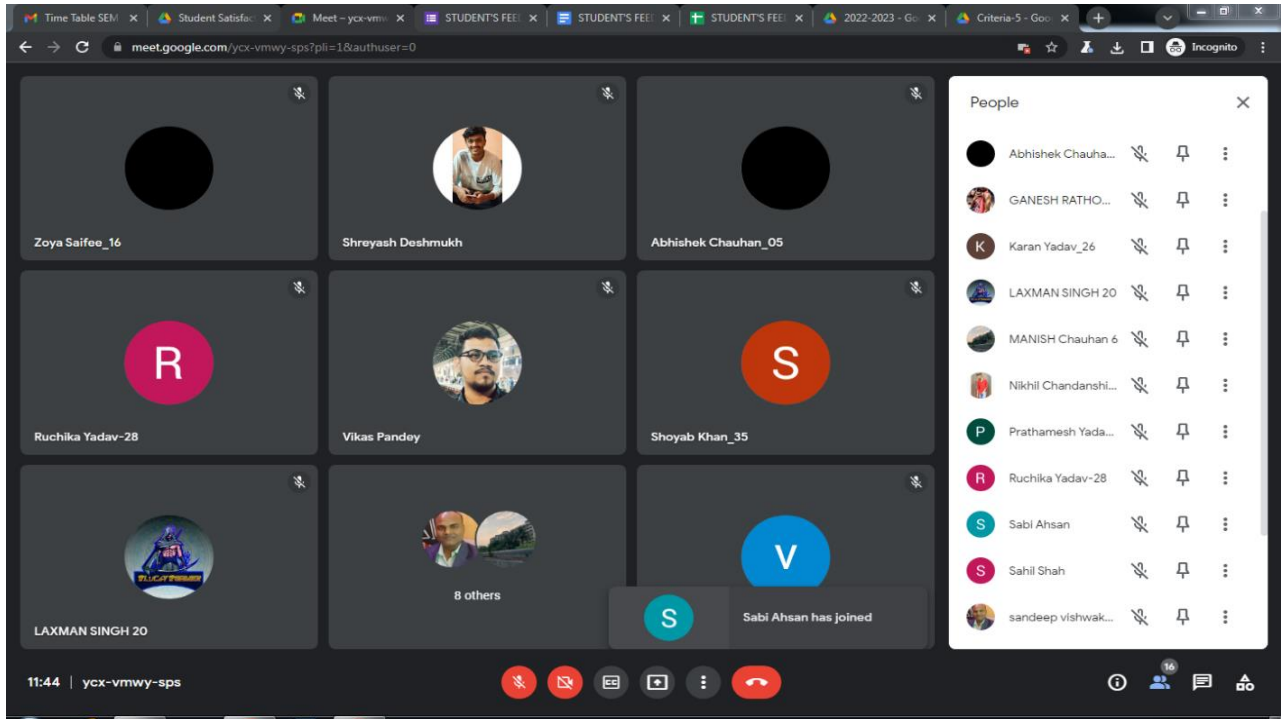 Time Table SEM
Student Satisfac
Meet – ycx-vmw
STUDENT'S FEE
STUDENT'S FEE
STUDENT'S FEE
2022-2023 - Go
Criteria-5 - Goo
meet.google.com/ycx-vmwy-sps?pli=1&authuser=0
Incognito
Zoya Saifee_16
Shreyash Deshmukh
Abhishek Chauhan_05
R
Ruchika Yadav-28
Vikas Pandey
S
Shoyab Khan_35
LAXMAN SINGH 20
8 others
V
S
Sabi Ahsan has joined
People
Abhishek Chauha...
GANESH RATHO...
K
Karan Yadav_26
LAXMAN SINGH 20
MANISH Chauhan 6
Nikhil Chandanshi...
P
Prathamesh Yada...
R
Ruchika Yadav-28
S
Sabi Ahsan
S
Sahil Shah
sandeep vishwak...
11:44 | ycx-vmwy-sps
CC
16